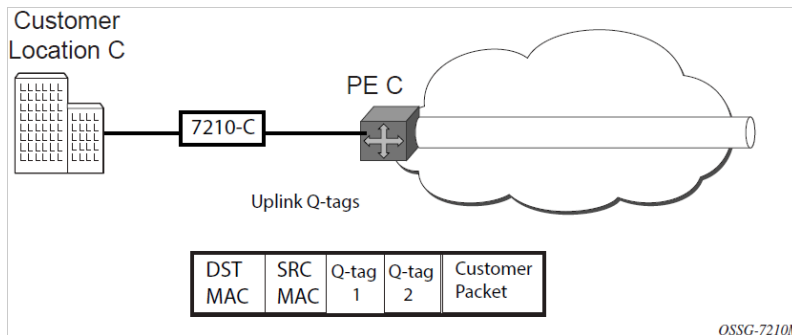 Customer
Location C
PE C
7210-C
Uplink Q-tags
DST
MAC
SRC
MAC
Q-tag
1
Q-tag
2
Customer
Packet